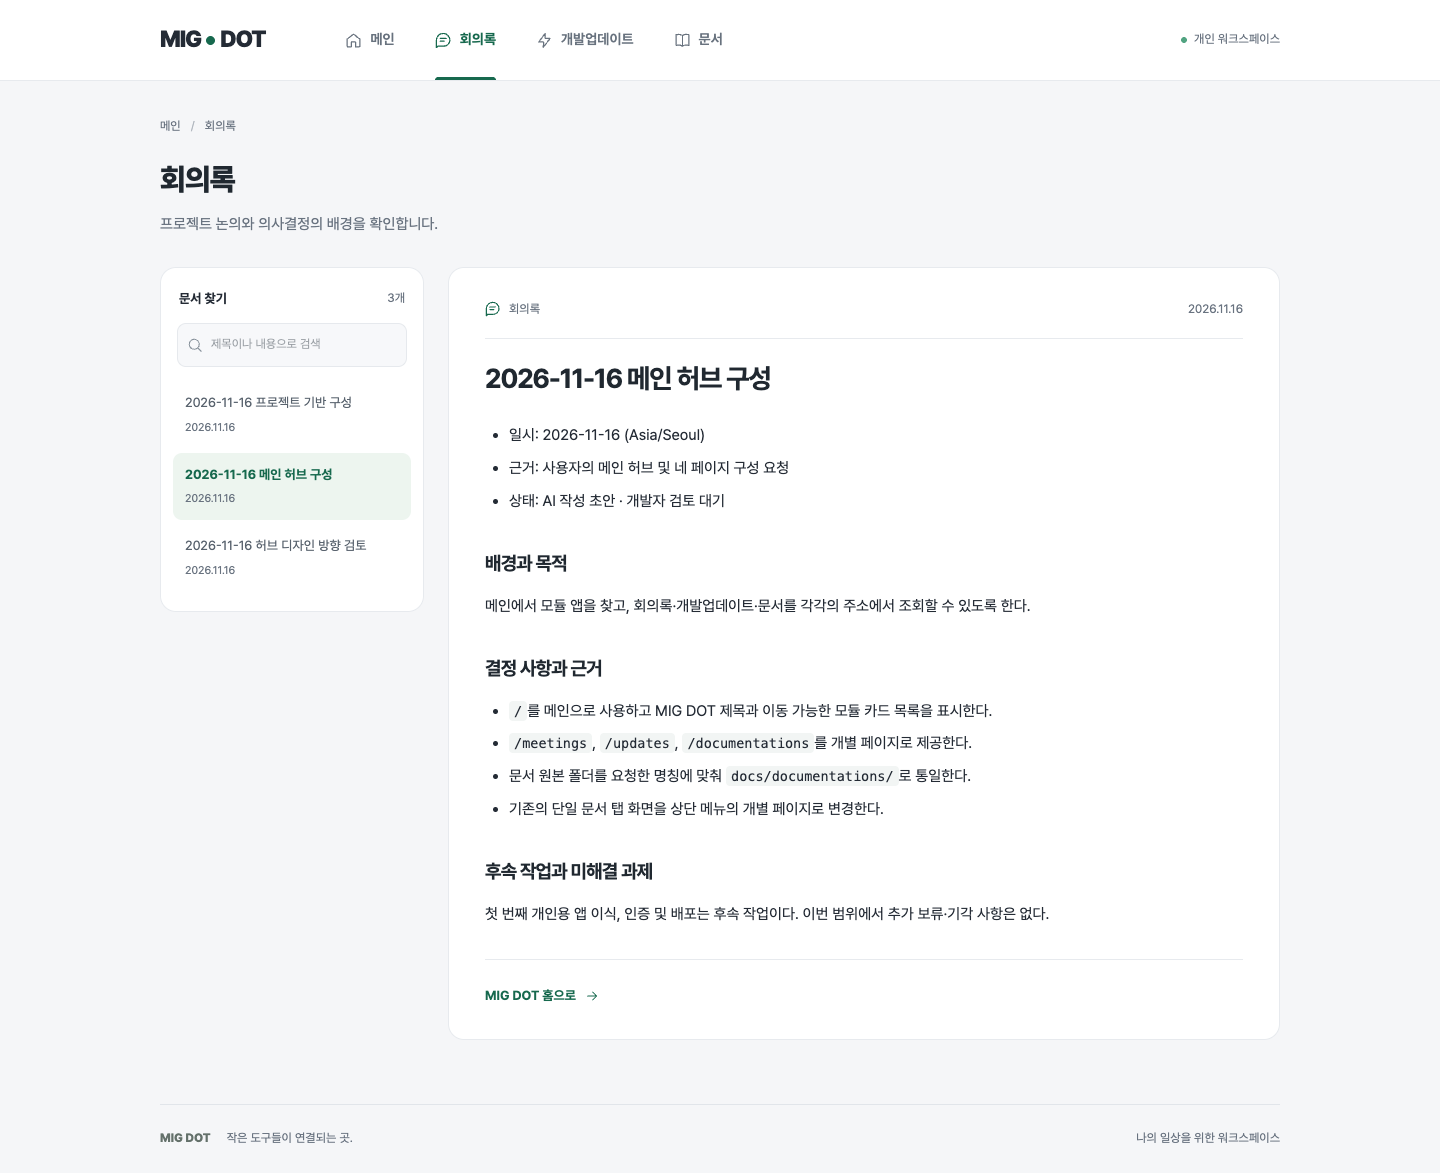 MIG DOT
메인
회의록
개발업데이트
문서
개인 워크스페이스
메인 / 회의록
회의록
프로젝트 논의와 의사결정의 배경을 확인합니다.
문서 찾기
3개
제목이나 내용으로 검색
2026-11-16 프로젝트 기반 구성
2026.11.16
2026-11-16 메인 허브 구성
2026.11.16
2026-11-16 허브 디자인 방향 검토
2026.11.16
회의록
2026.11.16
2026-11-16 메인 허브 구성
일시: 2026-11-16 (Asia/Seoul)
근거: 사용자의 메인 허브 및 네 페이지 구성 요청
상태: AI 작성 초안 · 개발자 검토 대기
배경과 목적
메인에서 모듈 앱을 찾고, 회의록·개발업데이트·문서를 각각의 주소에서 조회할 수 있도록 한다.
결정 사항과 근거
/ 를 메인으로 사용하고 MIG DOT 제목과 이동 가능한 모듈 카드 목록을 표시한다.
/meetings , /updates , /documentations 를 개별 페이지로 제공한다.
문서 원본 폴더를 요청한 명칭에 맞춰 docs/documentations/ 로 통일한다.
기존의 단일 문서 탭 화면을 상단 메뉴의 개별 페이지로 변경한다.
후속 작업과 미해결 과제
첫 번째 개인용 앱 이식, 인증 및 배포는 후속 작업이다. 이번 범위에서 추가 보류·기각 사항은 없다.
MIG DOT 홈으로 →
MIG DOT 작은 도구들이 연결되는 곳.
나의 일상을 위한 워크스페이스